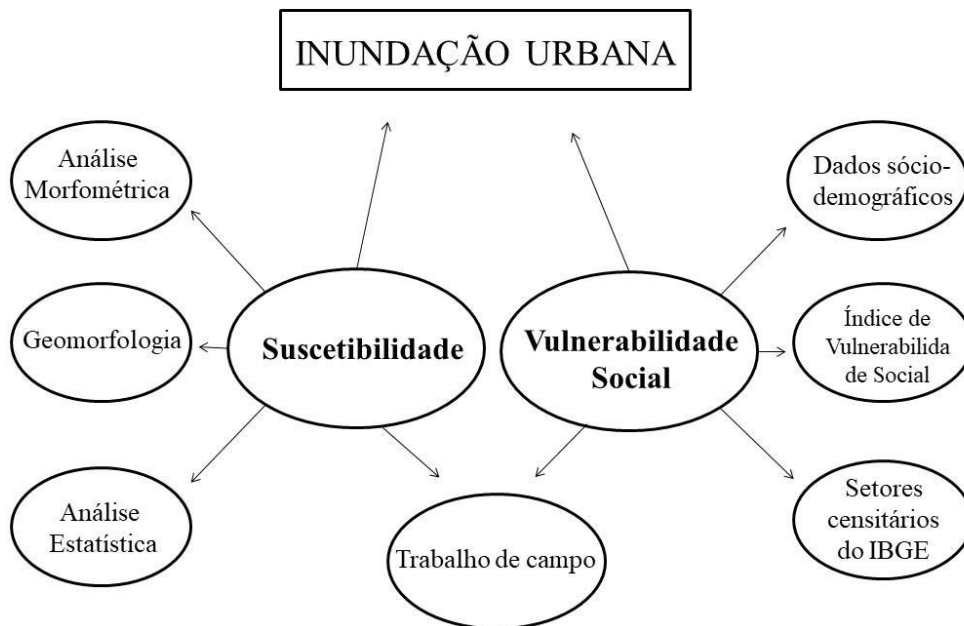 INUNDAÇÃO URBANA
Análise
Morfométrica
Dados sócio-
demográficos
Geomorfologia
Suscetibilidade
Vulnerabilidade
Social
Índice de
Vulnerabilida
de Social
Análise
Estatística
Trabalho de campo
Setores
censitários
do IBGE